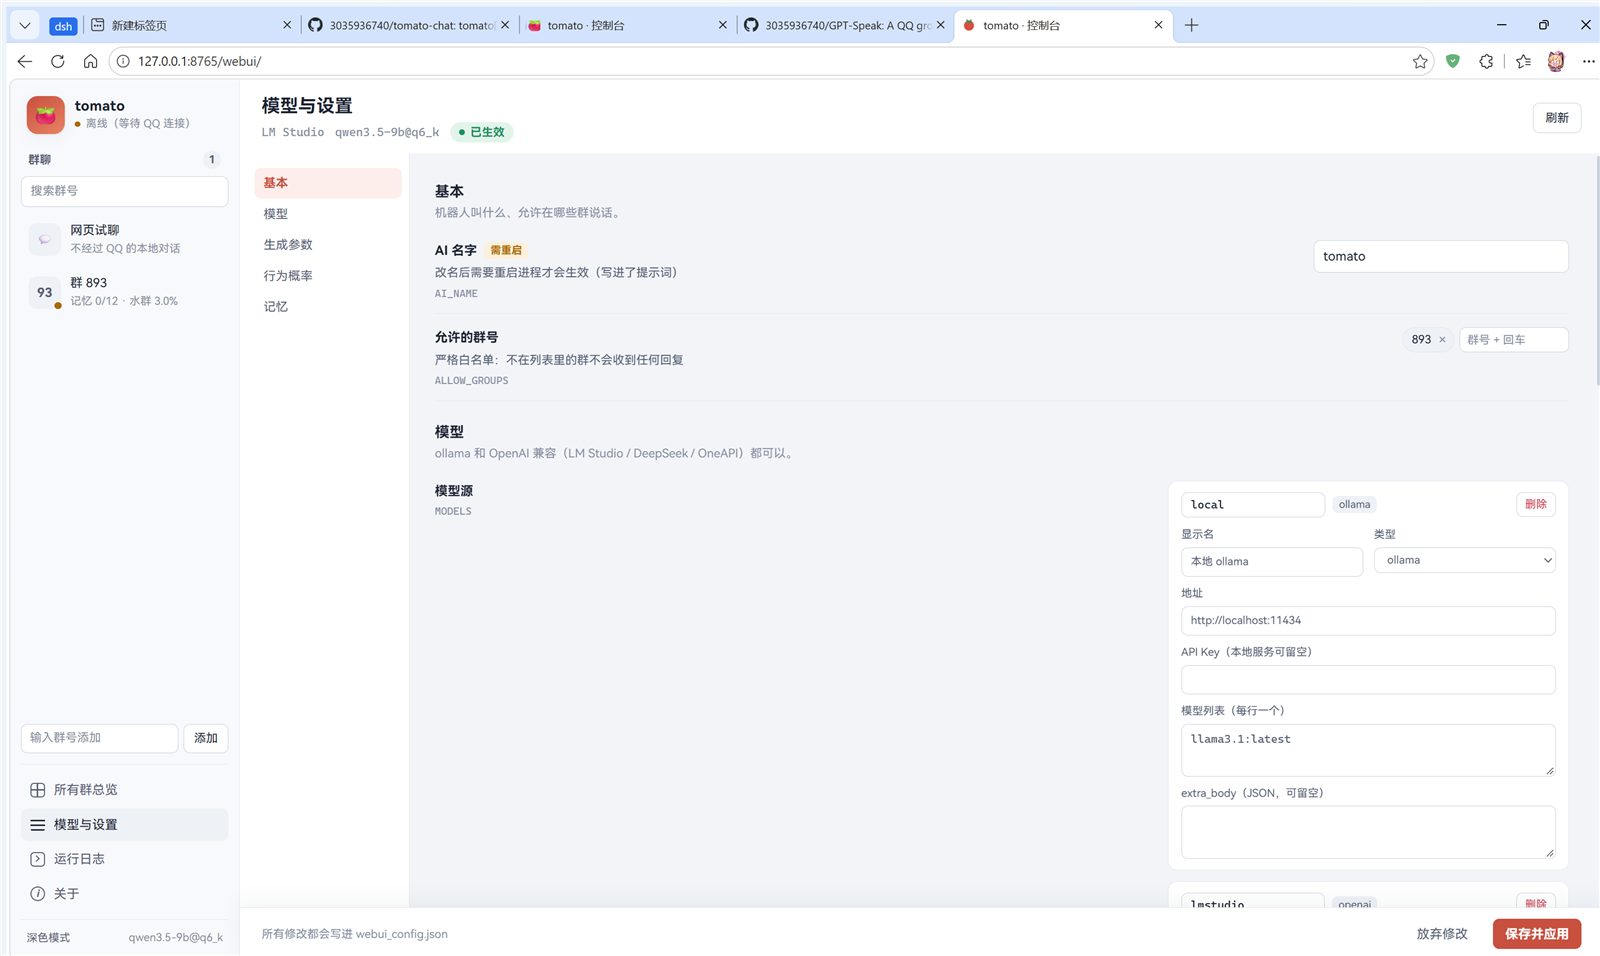 dsh
新建标签页
3035936740/tomato-chat: tomato
tomato · 控制台
3035936740/GPT-Speak: A QQ gro
tomato · 控制台
127.0.0.1:8765/webui/
tomato
离线（等待 QQ 连接）
群聊
1
搜索群号
网页试聊
不经过 QQ 的本地对话
93
群 893
记忆 0/12 · 水群 3.0%
输入群号添加
添加
所有群总览
模型与设置
运行日志
关于
深色模式
qwen3.5-9b@q6_k
模型与设置
LM Studio qwen3.5-9b@q6_k 已生效
刷新
基本
模型
生成参数
行为概率
记忆
基本
机器人叫什么、允许在哪些群说话。
AI 名字 需重启
改名后需要重启进程才会生效（写进了提示词）
AI_NAME
tomato
允许的群号
严格白名单：不在列表里的群不会收到任何回复
ALLOW_GROUPS
893 ×
群号 + 回车
模型
ollama 和 OpenAI 兼容（LM Studio / DeepSeek / OneAPI）都可以。
模型源
MODELS
local
ollama
删除
显示名
类型
本地 ollama
ollama
地址
http://localhost:11434
API Key（本地服务可留空）
模型列表（每行一个）
llama3.1:latest
extra_body（JSON，可留空）
lmstudio
openai
删除
所有修改都会写进 webui_config.json
放弃修改
保存并应用